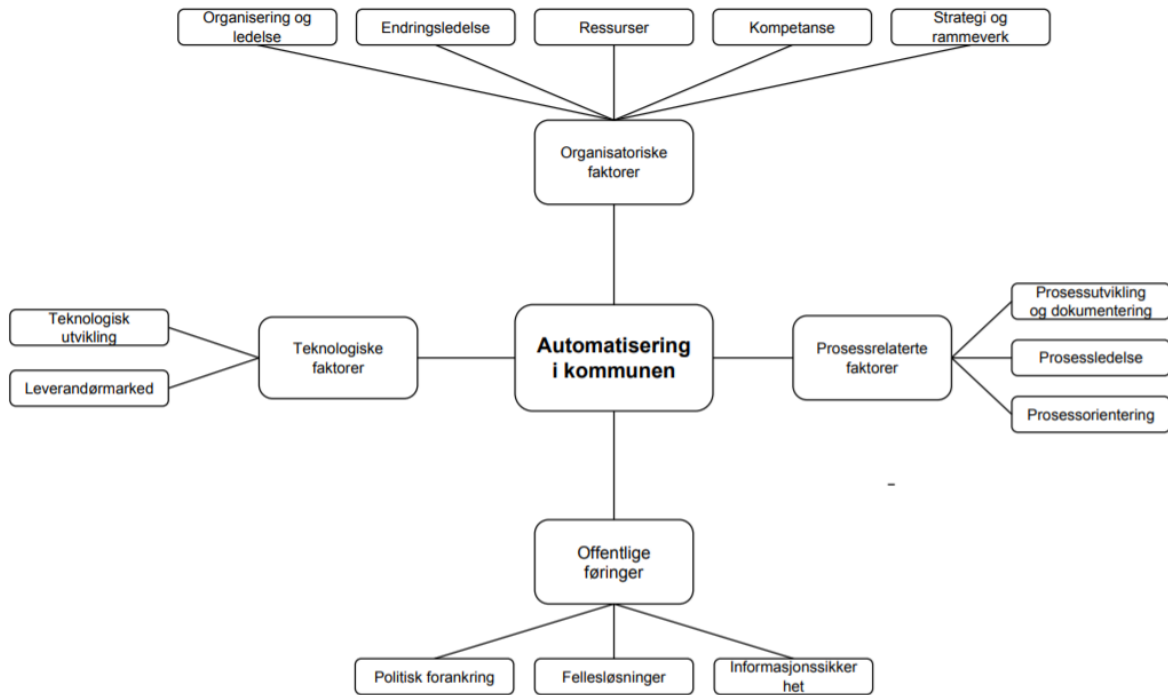 Organisering og
ledelse
Endringsledelse
Ressurser
Kompetanse
Strategi og
rammeverk
Organisatoriske
faktorer
Teknologisk
utvikling
Leverandørmarked
Teknologiske
faktorer
Automatisering
i kommunen
Prosessrelaterte
faktorer
Prosessutvikling
og dokumentering
Prosessledelse
Prosessorientering
–
Offentlige
føringer
Politisk forankring
Fellesløsninger
Informasjonssikker
het